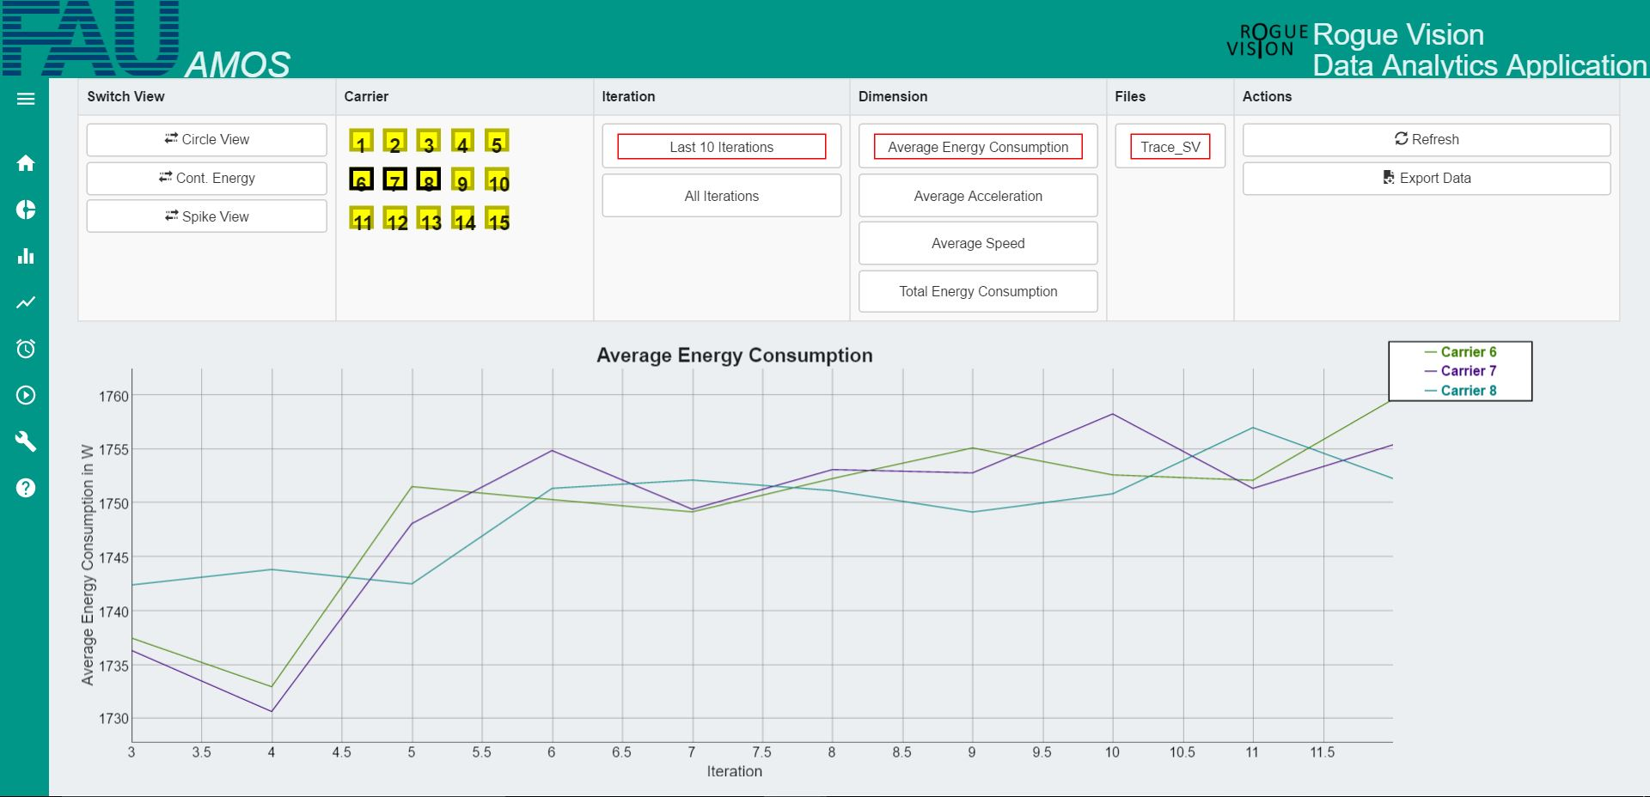 FAU AMOS
ROGUE VISION
Rogue Vision
Data Analytics Application
Switch View
Carrier
Iteration
Dimension
Files
Actions
Circle View
Cont. Energy
Spike View
1 2 3 4 5
6 7 8 9 10
11 12 13 14 15
Last 10 Iterations
All Iterations
Average Energy Consumption
Average Acceleration
Average Speed
Total Energy Consumption
Trace_SV
Refresh
Export Data
Average Energy Consumption
— Carrier 6
— Carrier 7
— Carrier 8
Average Energy Consumption in W
1760
1755
1750
1745
1740
1735
1730
3 3.5 4 4.5 5 5.5 6 6.5 7 7.5 8 8.5 9 9.5 10 10.5 11 11.5
Iteration